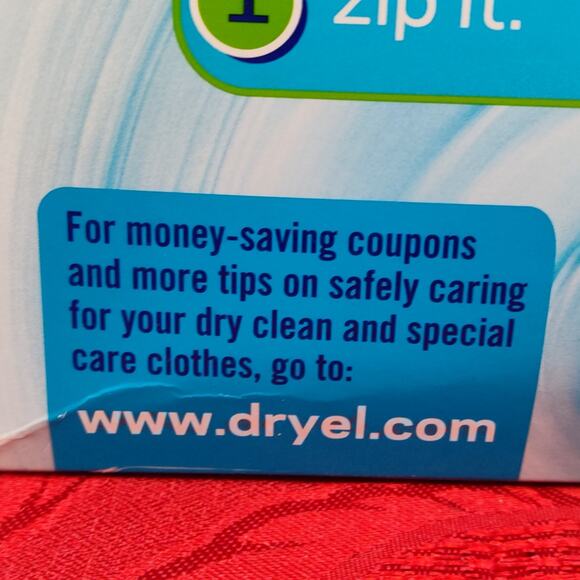 1 zip it.
For money-saving coupons
and more tips on safely caring
for your dry clean and special
care clothes, go to:
www.dryel.com